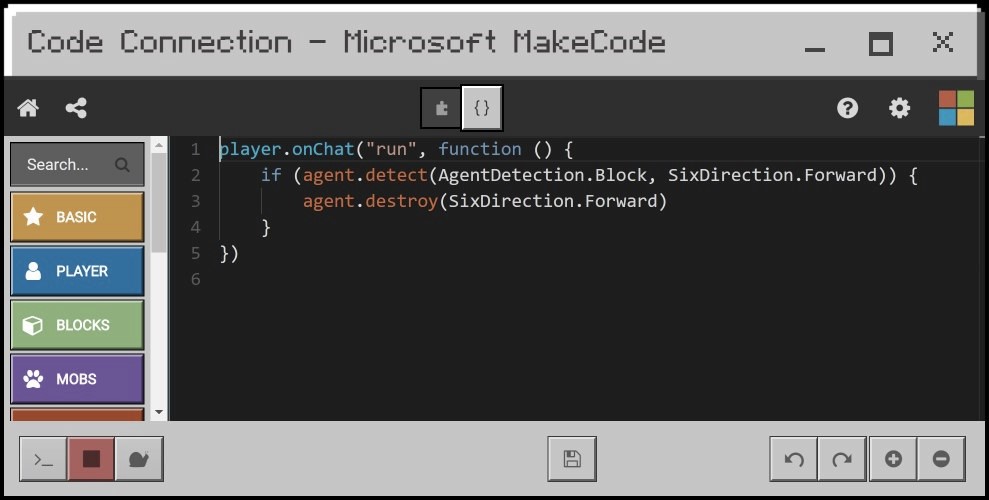 Code Connection - Microsoft MakeCode
{}
Search...
BASIC
PLAYER
BLOCKS
MOBS
1 player.onChat("run", function () {
2     if (agent.detect(AgentDetection.Block, SixDirection.Forward)) {
3         agent.destroy(SixDirection.Forward)
4     }
5 })
6